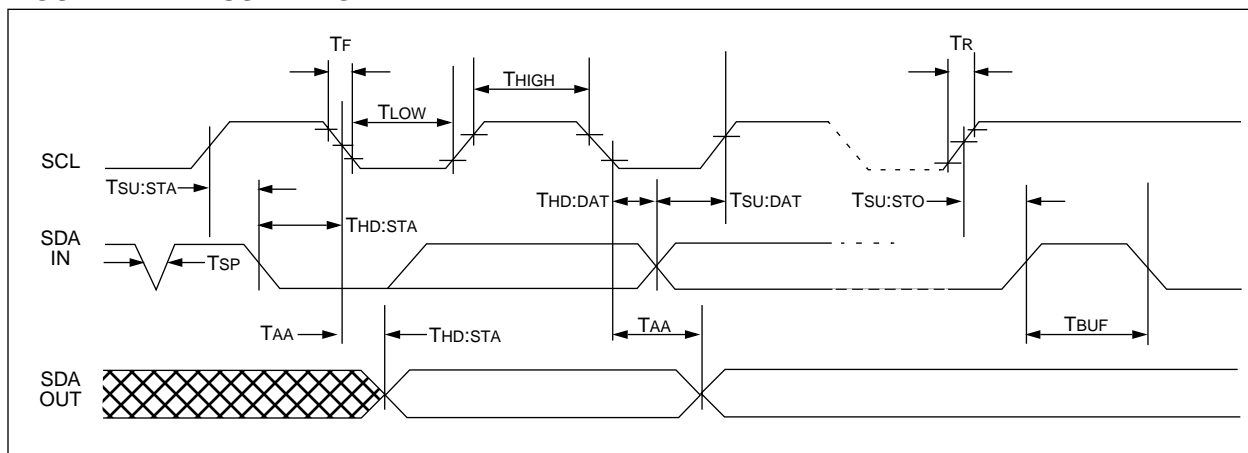 TF
TR
THIGH
TLOW
SCL
TSU:STA
THD:DAT
TSU:DAT
TSU:STO
THD:STA
SDA
IN
TSP
TAA
THD:STA
TAA
TBUF
SDA
OUT